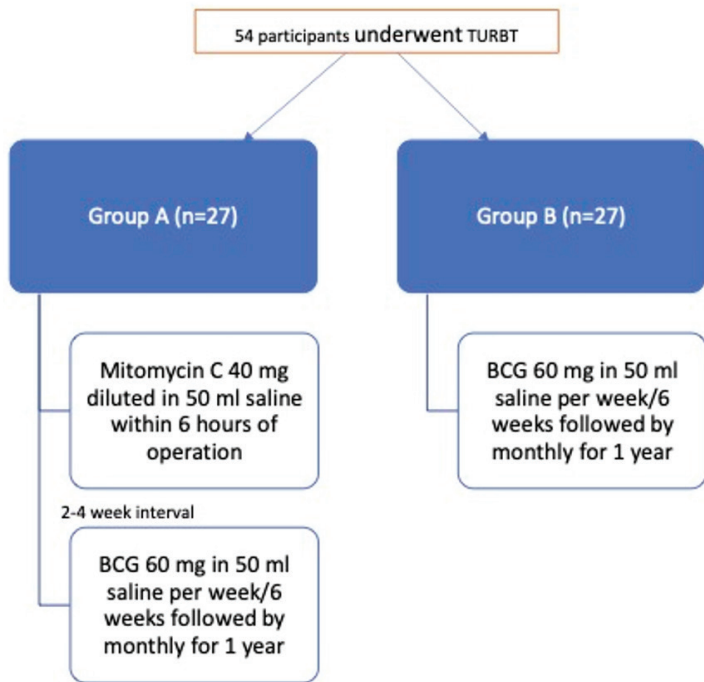 54 participants underwent TURBT
Group A (n=27)
Group B (n=27)
Mitomycin C 40 mg
diluted in 50 ml saline
within 6 hours of
operation
BCG 60 mg in 50 ml
saline per week/6
weeks followed by
monthly for 1 year
2-4 week interval
BCG 60 mg in 50 ml
saline per week/6
weeks followed by
monthly for 1 year